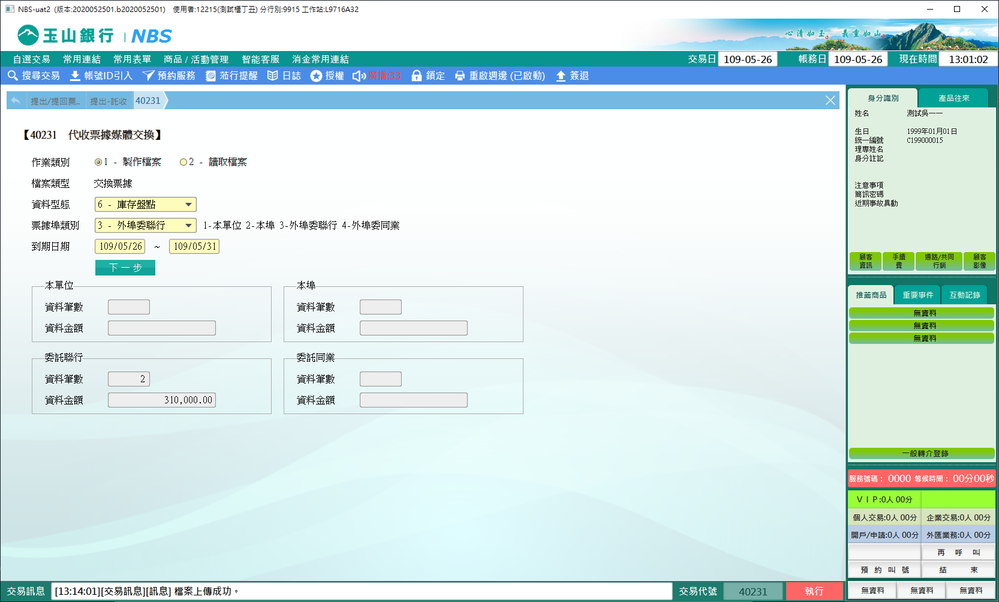 NBS-uat2 (版本:2020052501.b2020052501) 使用者:12215(測試櫃丁丑) 分行別:9915 工作站:L9716A32
玉山銀行 | NBS
心清如玉。義重如山。
自選交易 常用連結 常用表單 商品 / 活動管理 智能客服 消金常用連結 交易日 109-05-26 帳務日 109-05-26 現在時間 13:01:02
搜尋交易 帳號ID引入 預約服務 蒞行提醒 日誌 授權 廣播:33 鎖定 重啟週邊 (已啟動) 簽退
提出/提回票.. 提出-託收 40231
【40231 代收票據媒體交換】
作業類別 1 - 製作檔案 2 - 讀取檔案
檔案類型 交換票據
資料型態 6 - 庫存盤點
票據埠類別 3 - 外埠委聯行 1-本單位 2-本埠 3-外埠委聯行 4-外埠委同業
到期日期 109/05/26 ~ 109/05/31
下一步
本單位
資料筆數
資料金額
本埠
資料筆數
資料金額
委託聯行
資料筆數 2
資料金額 310,000.00
委託同業
資料筆數
資料金額
身分識別 產品往來
姓名 測試吳一一
生日 1999年01月01日
統一編號 C199000015
理專姓名
身分註記
注意事項
簡訊密碼
近期事故異動
顧客資訊 手續費 通路/共同行銷 顧客影像
推薦商品 重要事件 互動記錄
無資料
無資料
無資料
一般轉介登錄
服務號碼： 0000 等候時間： 00分00秒
ＶＩＰ:0人 00分
個人交易:0人 00分 企業交易:0人 00分
開戶/申請:0人 00分 外匯業務:0人 00分
再 呼 叫
預 約 叫 號 結 束
無資料 無資料 無資料
交易訊息 [13:14:01][交易訊息][訊息] 檔案上傳成功。 交易代號 40231 執行